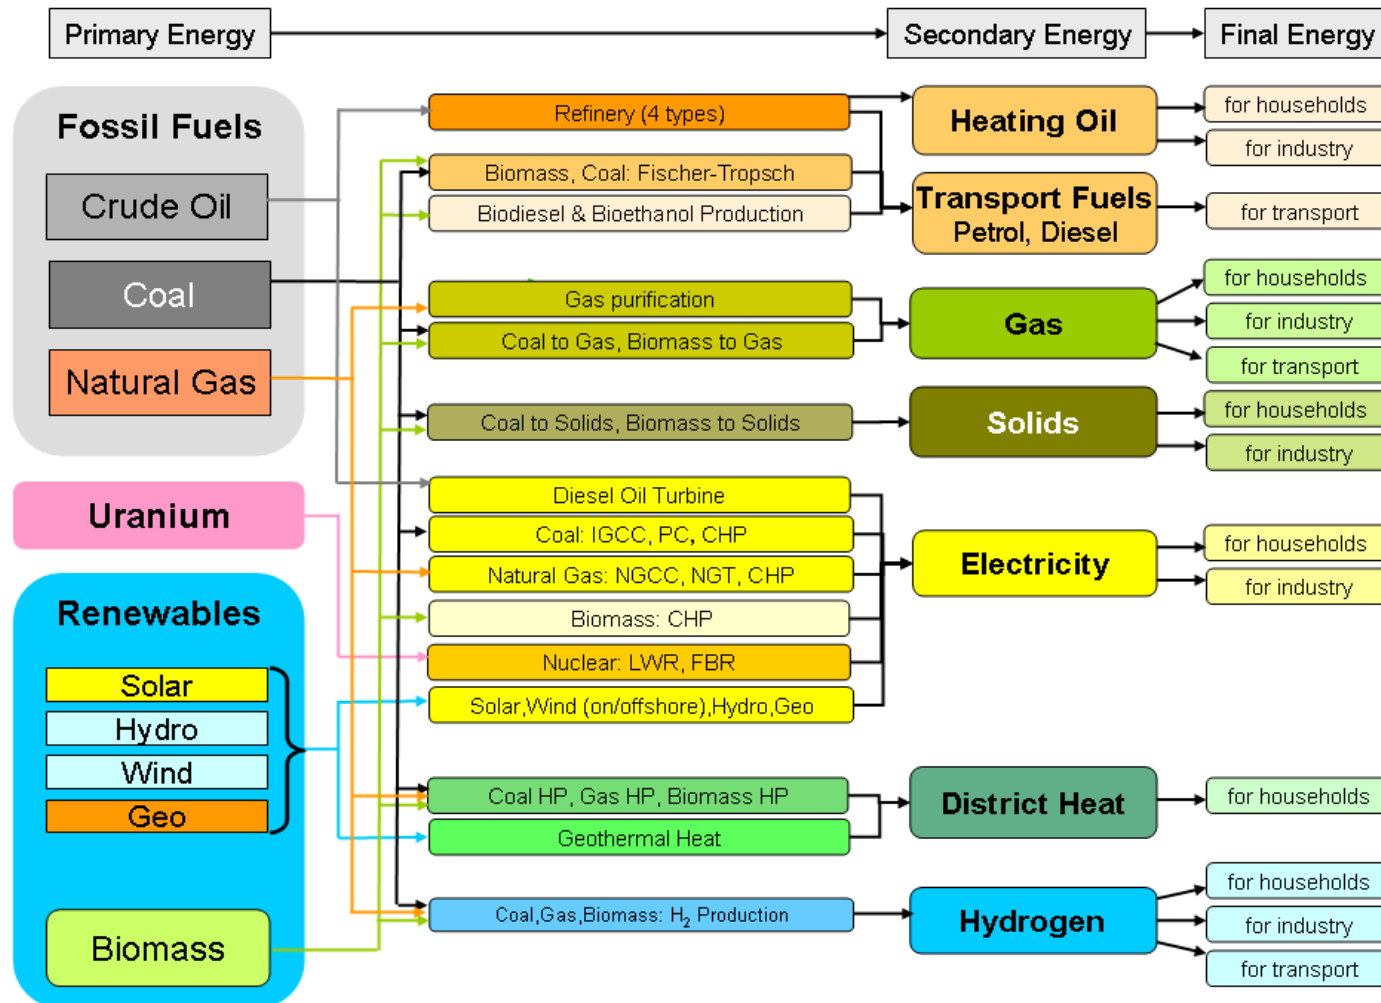 Primary Energy
Secondary Energy
Final Energy
Fossil Fuels
Crude Oil
Coal
Natural Gas
Uranium
Renewables
Solar
Hydro
Wind
Geo
Biomass
Refinery (4 types)
Biomass, Coal: Fischer-Tropsch
Biodiesel & Bioethanol Production
Gas purification
Coal to Gas, Biomass to Gas
Coal to Solids, Biomass to Solids
Diesel Oil Turbine
Coal: IGCC, PC, CHP
Natural Gas: NGCC, NGT, CHP
Biomass: CHP
Nuclear: LWR, FBR
Solar,Wind (on/offshore),Hydro,Geo
Coal HP, Gas HP, Biomass HP
Geothermal Heat
Coal,Gas,Biomass: H₂ Production
Heating Oil
Transport Fuels
Petrol, Diesel
Gas
Solids
Electricity
District Heat
Hydrogen
for households
for industry
for transport
for households
for industry
for transport
for households
for industry
for households
for industry
for households
for households
for industry
for transport